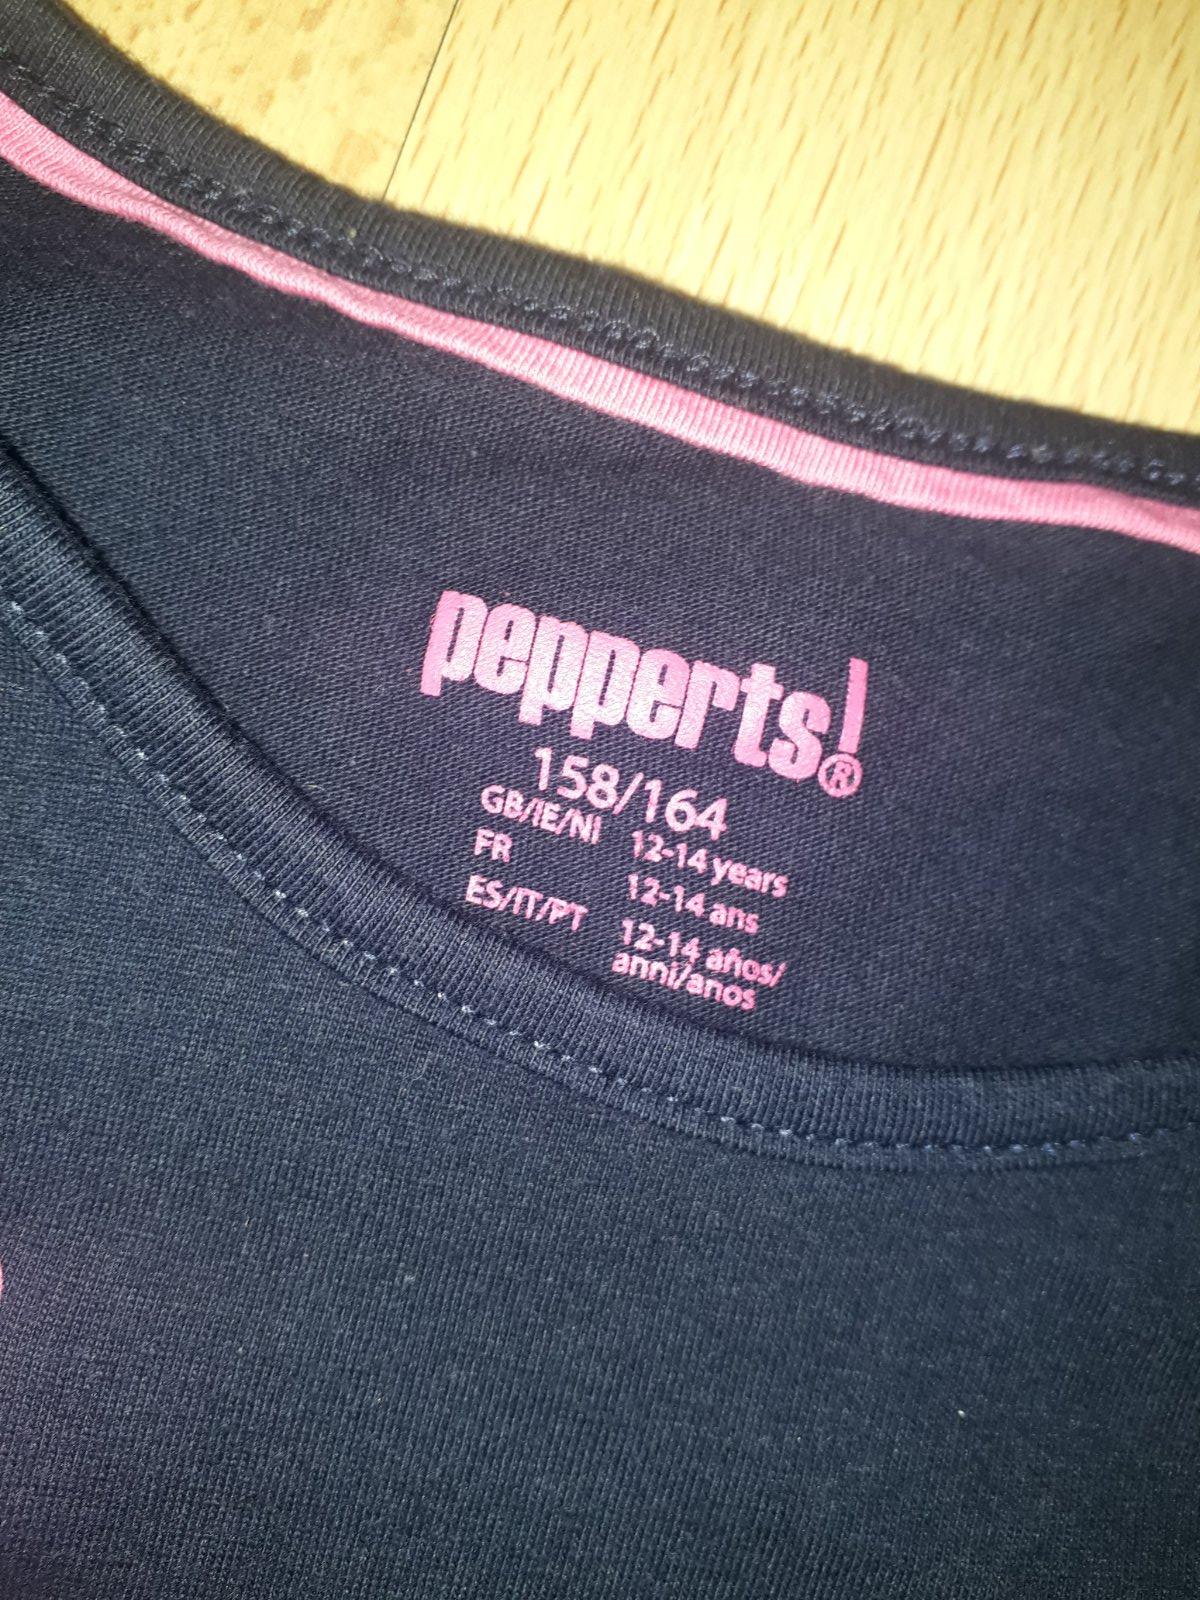 pepperts!®
158/164
GB/IE/NI 12-14 years
FR 12-14 ans
ES/IT/PT 12-14 años/
anni/anos